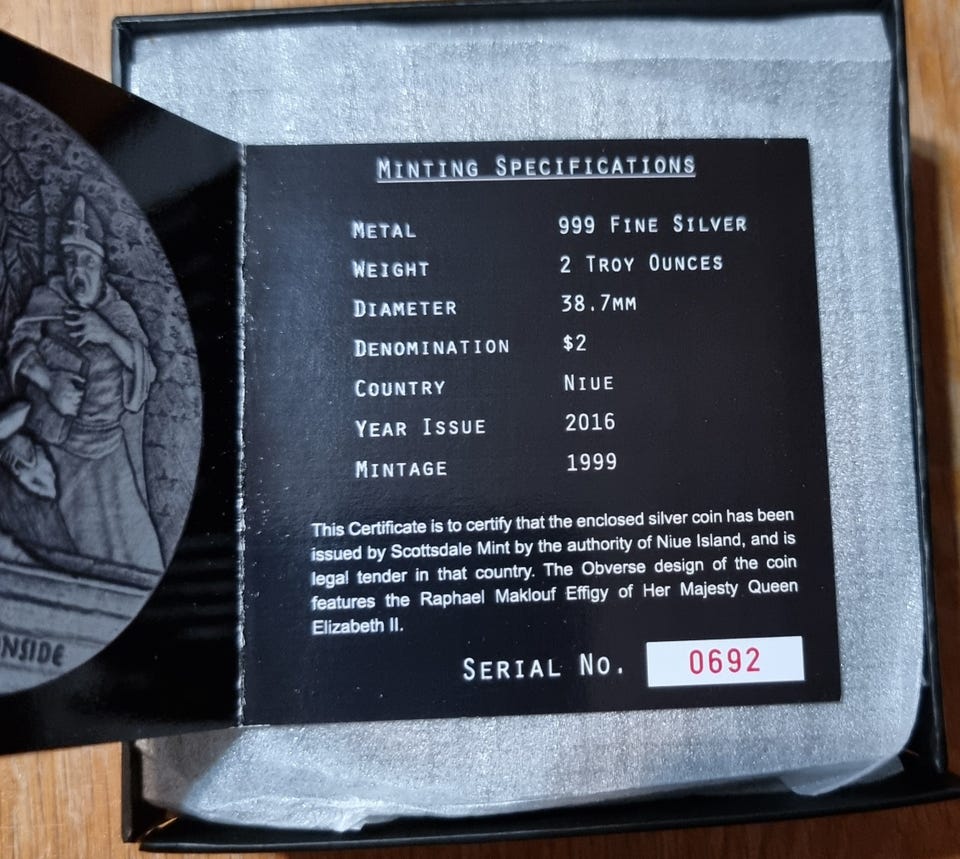 MINTING SPECIFICATIONS
METAL 999 FINE SILVER
WEIGHT 2 TROY OUNCES
DIAMETER 38.7MM
DENOMINATION $2
COUNTRY NIUE
YEAR ISSUE 2016
MINTAGE 1999
This Certificate is to certify that the enclosed silver coin has been
issued by Scottsdale Mint by the authority of Niue Island, and is
legal tender in that country. The Obverse design of the coin
features the Raphael Maklouf Effigy of Her Majesty Queen
Elizabeth II.
NSIDE
SERIAL NO. 0692